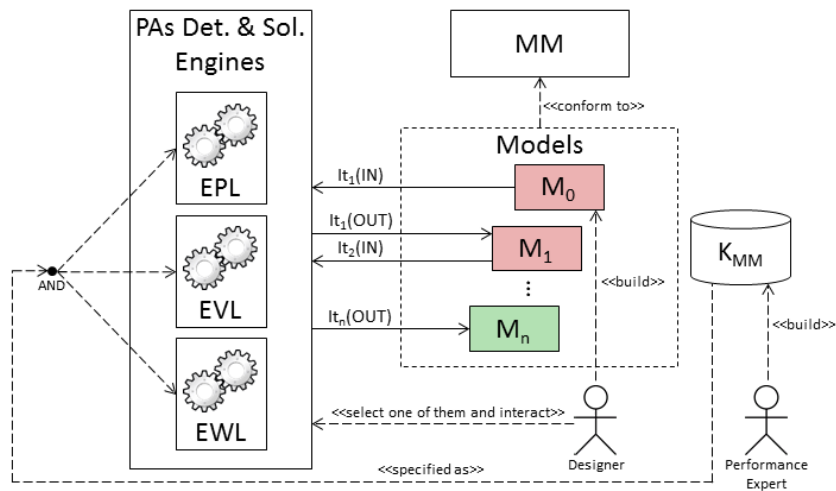 PAs Det. & Sol.
Engines
EPL
EVL
EWL
AND
MM
<<conform to>>
Models
It1(IN)
M0
It1(OUT)
It2(IN)
M1
⋮
Itn(OUT)
Mn
<<build>>
KMM
<<build>>
<<select one of them and interact>>
Designer
Performance
Expert
<<specified as>>